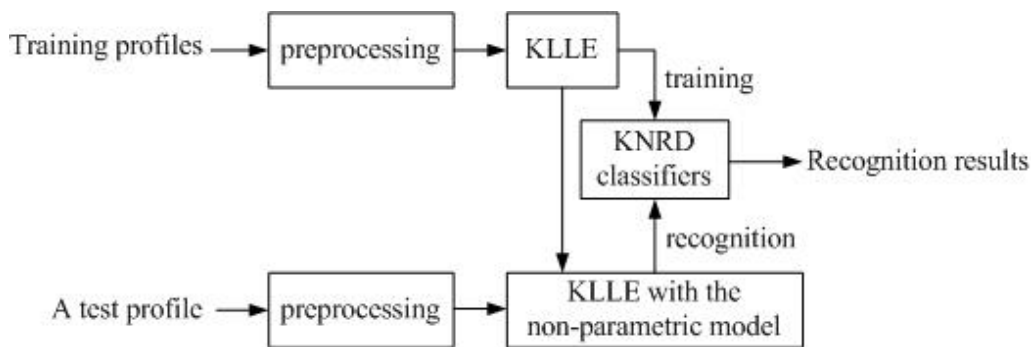 Training profiles
preprocessing
KLLE
training
KNRD
classifiers
Recognition results
recognition
A test profile
preprocessing
KLLE with the
non-parametric model